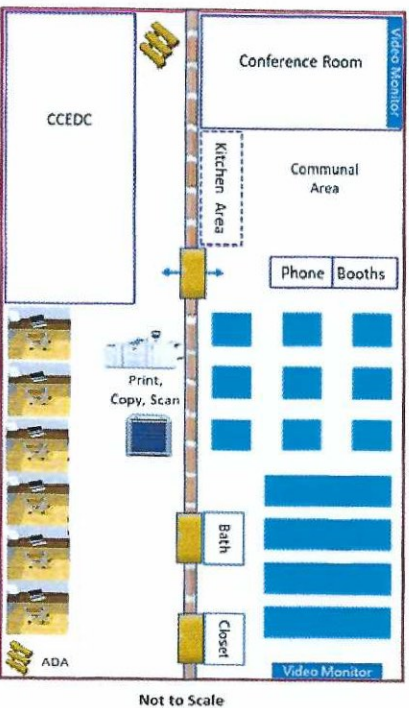 Conference Room
Video Monitor
CCEDC
Kitchen Area
Communal
Area
Phone Booths
Print,
Copy, Scan
Bath
Closet
ADA
Video Monitor
Not to Scale